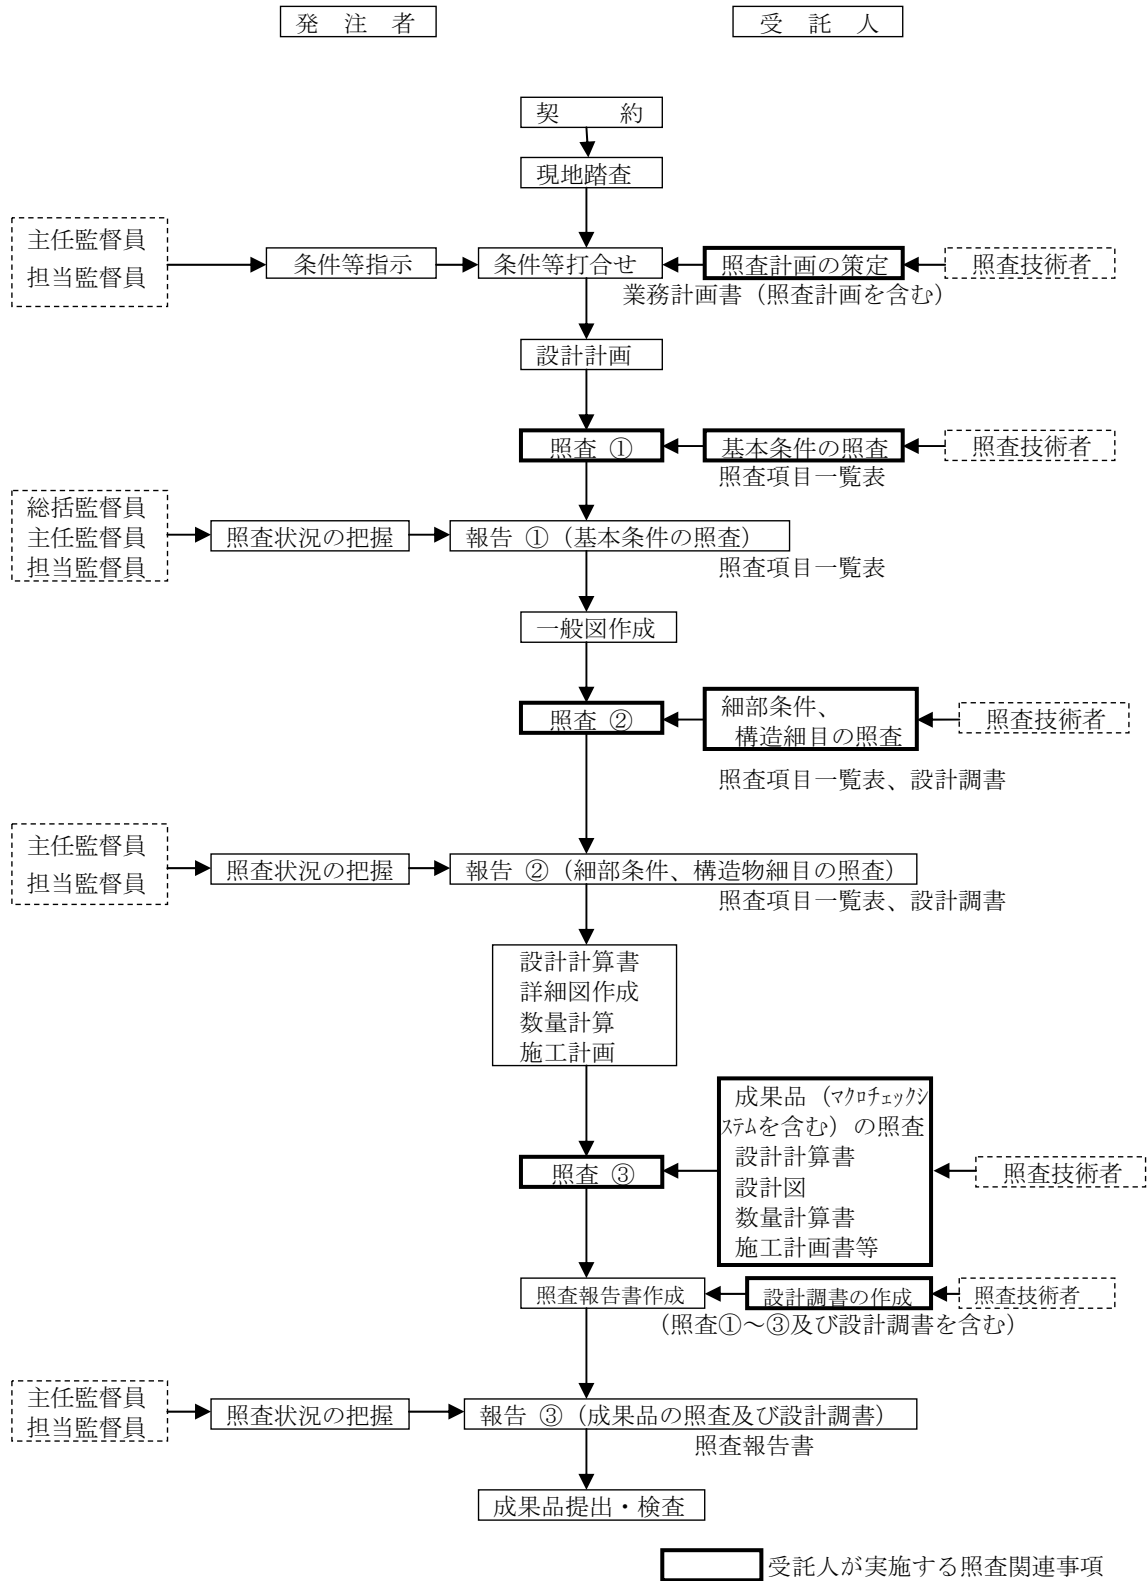 発　注　者
受　託　人
契　　　約
現地踏査
主任監督員
担当監督員
条件等指示
条件等打合せ
照査計画の策定
照査技術者
業務計画書（照査計画を含む）
設計計画
照査 ①
基本条件の照査
照査技術者
照査項目一覧表
総括監督員
主任監督員
担当監督員
照査状況の把握
報告 ①（基本条件の照査）
照査項目一覧表
一般図作成
照査 ②
細部条件、
構造細目の照査
照査技術者
照査項目一覧表、設計調書
主任監督員
担当監督員
照査状況の把握
報告 ②（細部条件、構造物細目の照査）
照査項目一覧表、設計調書
設計計算書
詳細図作成
数量計算
施工計画
照査 ③
成果品（ﾏｸﾛﾁｪｯｸｼ
ｽﾃﾑを含む）の照査
設計計算書
設計図
数量計算書
施工計画書等
照査技術者
照査報告書作成
設計調書の作成
照査技術者
（照査①～③及び設計調書を含む）
主任監督員
担当監督員
照査状況の把握
報告 ③（成果品の照査及び設計調書）
照査報告書
成果品提出・検査
受託人が実施する照査関連事項